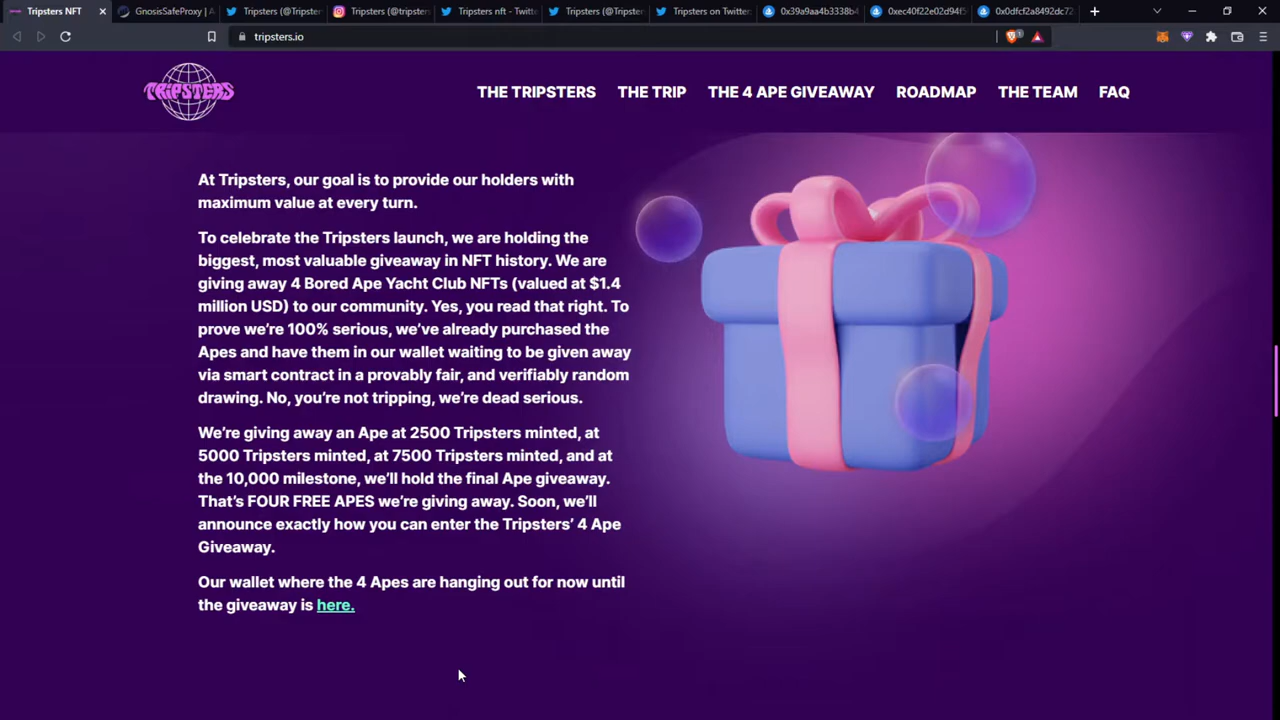 Tripsters NFT
GnosisSafeProxy | A
Tripsters (@Tripster
Tripsters (@tripsters
Tripsters nft - Twitte
Tripsters (@Tripste
Tripsters on Twitter
0x39a9aa4b3338b4
0xec40f22e02d94f5
0x0dfcf2a8492dc72
tripsters.io
TRIPSTERS
THE TRIPSTERS
THE TRIP
THE 4 APE GIVEAWAY
ROADMAP
THE TEAM
FAQ
At Tripsters, our goal is to provide our holders with
maximum value at every turn.
To celebrate the Tripsters launch, we are holding the
biggest, most valuable giveaway in NFT history. We are
giving away 4 Bored Ape Yacht Club NFTs (valued at $1.4
million USD) to our community. Yes, you read that right. To
prove we’re 100% serious, we’ve already purchased the
Apes and have them in our wallet waiting to be given away
via smart contract in a provably fair, and verifiably random
drawing. No, you’re not tripping, we’re dead serious.
We’re giving away an Ape at 2500 Tripsters minted, at
5000 Tripsters minted, at 7500 Tripsters minted, and at
the 10,000 milestone, we’ll hold the final Ape giveaway.
That’s FOUR FREE APES we’re giving away. Soon, we’ll
announce exactly how you can enter the Tripsters’ 4 Ape
Giveaway.
Our wallet where the 4 Apes are hanging out for now until
the giveaway is here.